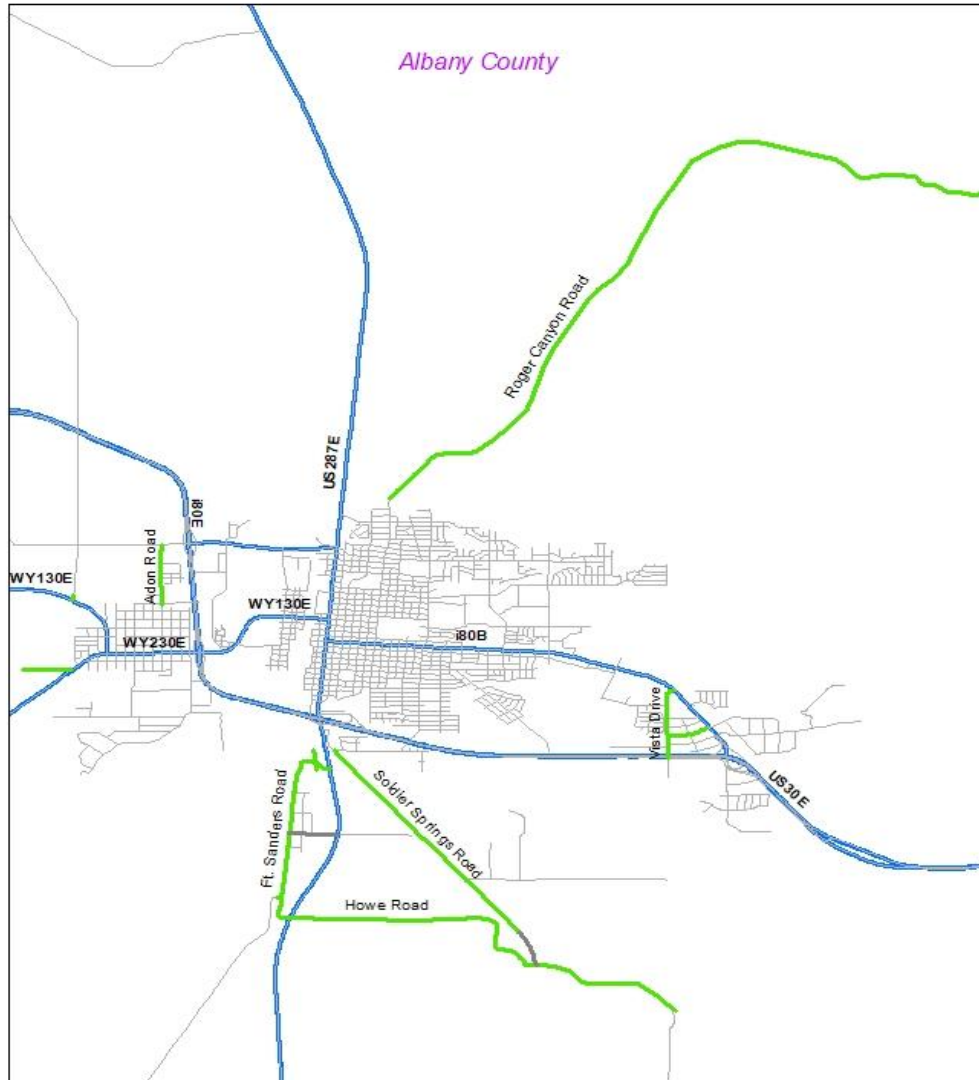 Albany County
Roger Canyon Road
US287E
i80E
Adon Road
WY130E
WY130E
WY230E
i80B
Vista Drive
US30E
Soldier Springs Road
Ft. Sanders Road
Howe Road